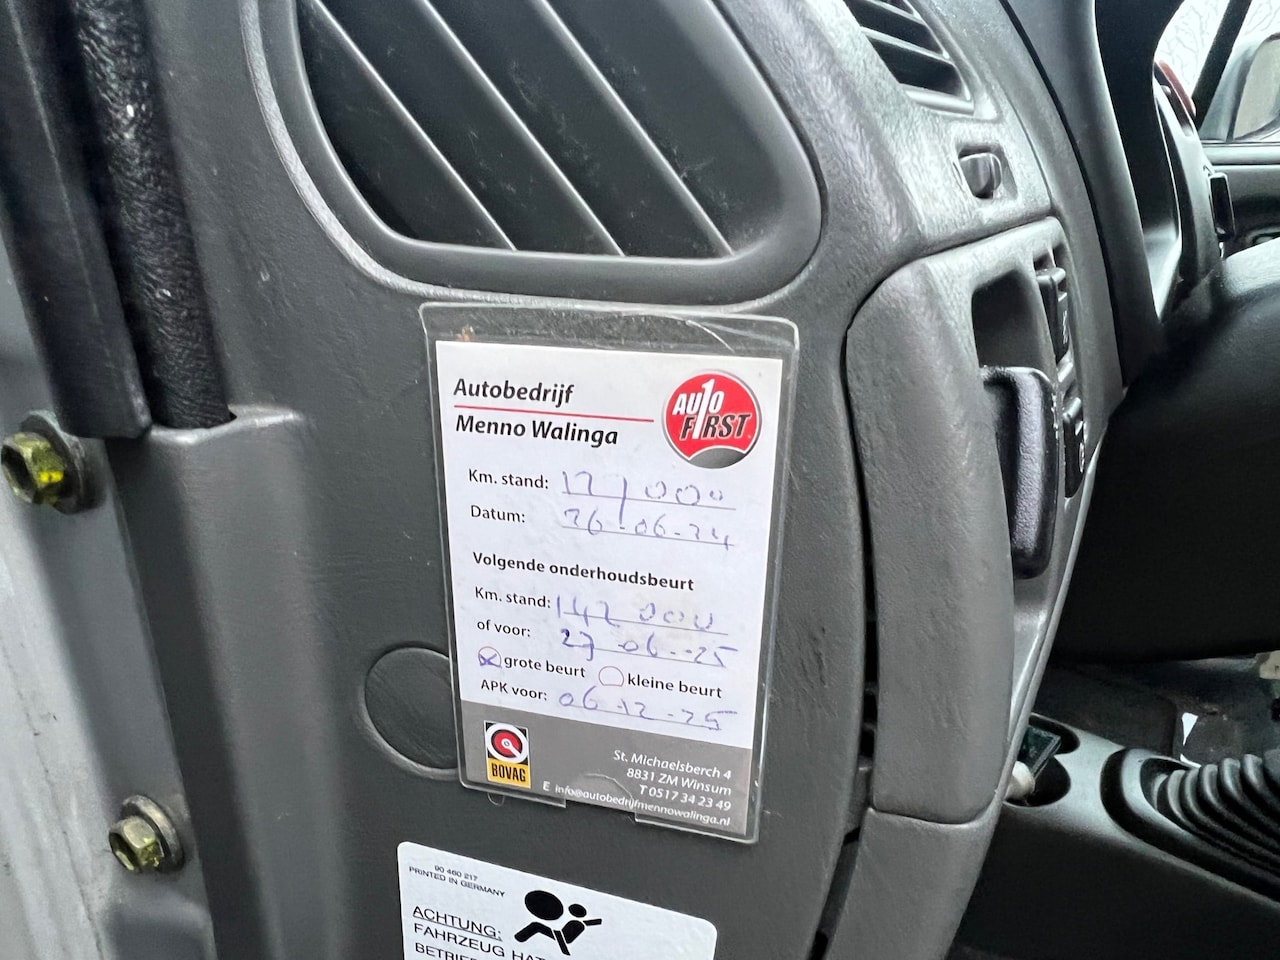 Autobedrijf
Menno Walinga
AUTO
FIRST
Km. stand: 127000
Datum: 26-06-24
Volgende onderhoudsbeurt
Km. stand: 142 000
of voor: 27-06-25
grote beurt kleine beurt
APK voor: 06-12-25
BOVAG
St. Michaelsberch 4
8831 ZM Winsum
T 0517 34 23 49
E info@autobedrijfmennowalinga.nl
90 460 217
PRINTED IN GERMANY
ACHTUNG:
FAHRZEUG HAT